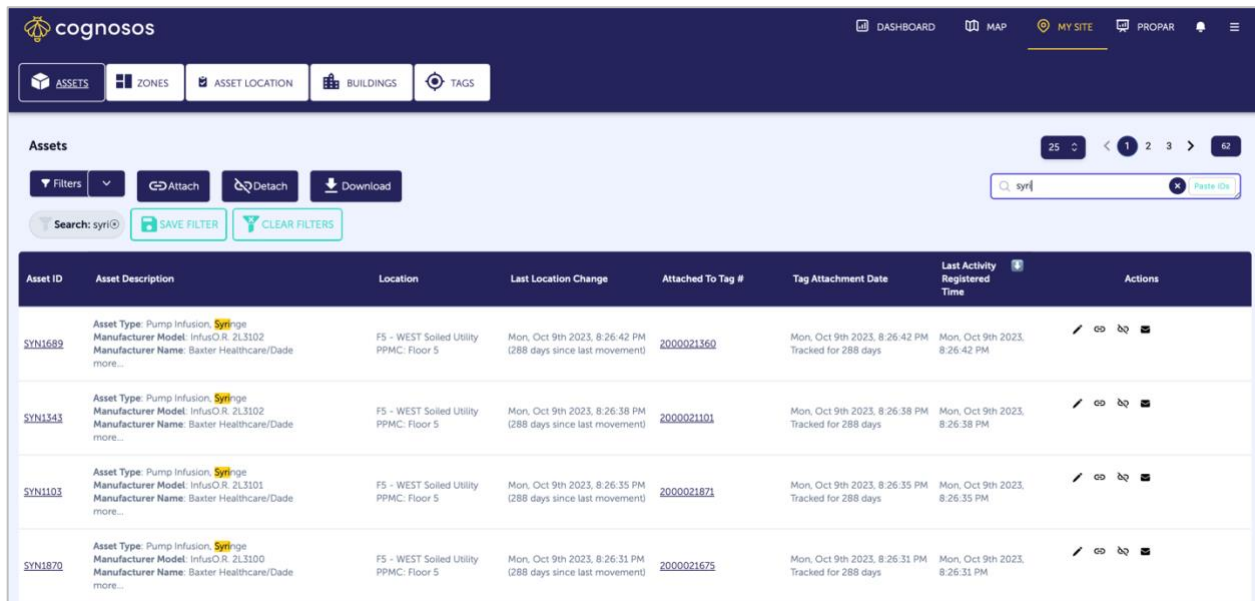 cognosos
DASHBOARD MAP MY SITE PROPAR
ASSETS ZONES ASSET LOCATION BUILDINGS TAGS
Assets
25 1 2 3 62
Filters Attach Detach Download
syri Paste IDs
Search: syri SAVE FILTER CLEAR FILTERS
Asset ID Asset Description Location Last Location Change Attached To Tag # Tag Attachment Date Last Activity Registered Time Actions
SYN1689
Asset Type: Pump Infusion, Syringe
Manufacturer Model: InfusO.R. 2L3102
Manufacturer Name: Baxter Healthcare/Dade
more...
F5 - WEST Soiled Utility
PPMC: Floor 5
Mon, Oct 9th 2023, 8:26:42 PM
(288 days since last movement)
2000021360
Mon, Oct 9th 2023, 8:26:42 PM
Tracked for 288 days
Mon, Oct 9th 2023,
8:26:42 PM
SYN1343
Asset Type: Pump Infusion, Syringe
Manufacturer Model: InfusO.R. 2L3102
Manufacturer Name: Baxter Healthcare/Dade
more...
F5 - WEST Soiled Utility
PPMC: Floor 5
Mon, Oct 9th 2023, 8:26:38 PM
(288 days since last movement)
2000021101
Mon, Oct 9th 2023, 8:26:38 PM
Tracked for 288 days
Mon, Oct 9th 2023,
8:26:38 PM
SYN1103
Asset Type: Pump Infusion, Syringe
Manufacturer Model: InfusO.R. 2L3101
Manufacturer Name: Baxter Healthcare/Dade
more...
F5 - WEST Soiled Utility
PPMC: Floor 5
Mon, Oct 9th 2023, 8:26:35 PM
(288 days since last movement)
2000021871
Mon, Oct 9th 2023, 8:26:35 PM
Tracked for 288 days
Mon, Oct 9th 2023,
8:26:35 PM
SYN1870
Asset Type: Pump Infusion, Syringe
Manufacturer Model: InfusO.R. 2L3100
Manufacturer Name: Baxter Healthcare/Dade
more...
F5 - WEST Soiled Utility
PPMC: Floor 5
Mon, Oct 9th 2023, 8:26:31 PM
(288 days since last movement)
2000021675
Mon, Oct 9th 2023, 8:26:31 PM
Tracked for 288 days
Mon, Oct 9th 2023,
8:26:31 PM